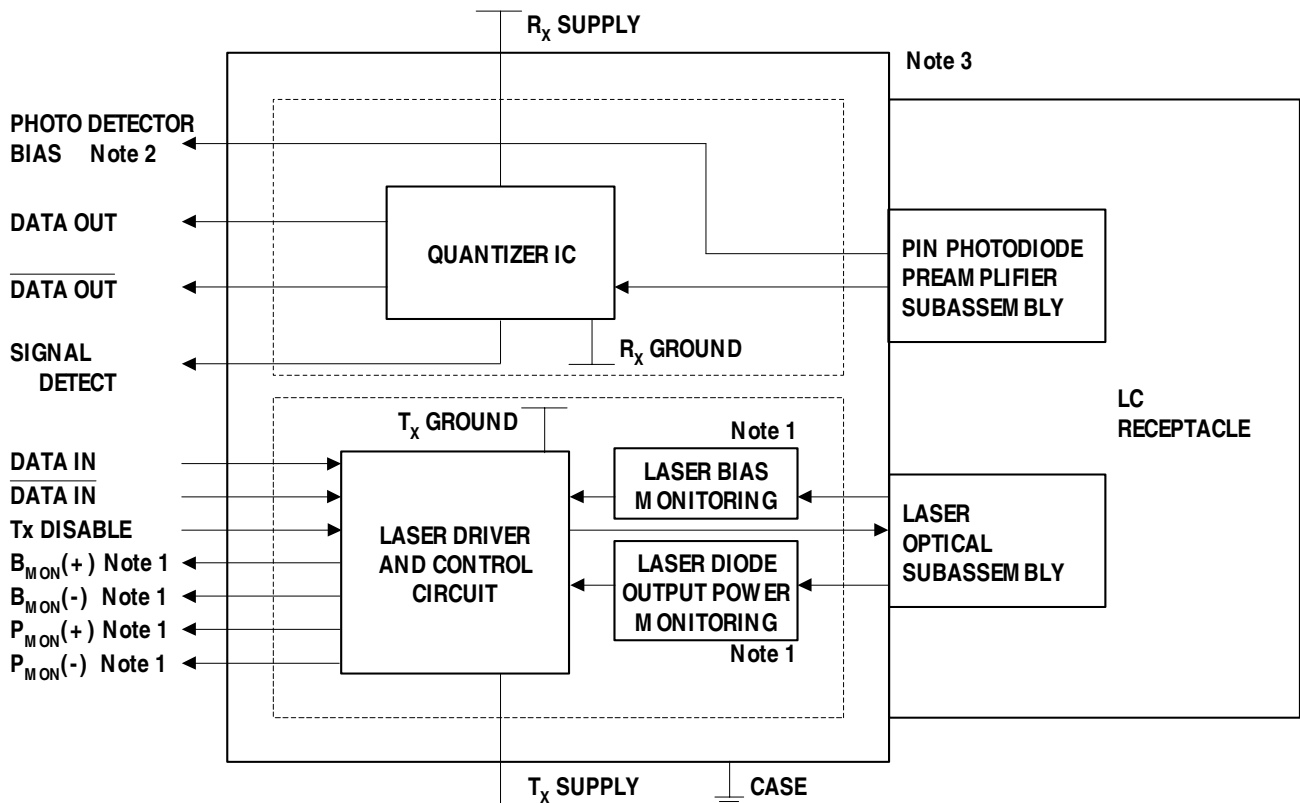 R_X SUPPLY
Note 3
PHOTO DETECTOR
BIAS Note 2
DATA OUT
QUANTIZER IC
PIN PHOTODIODE
PREAMPLIFIER
SUBASSEMBLY
DATA OUT
SIGNAL
DETECT
R_X GROUND
LC
RECEPTACLE
T_X GROUND
Note 1
DATA IN
DATA IN
Tx DISABLE
B_MON(+) Note 1
B_MON(-) Note 1
P_MON(+) Note 1
P_MON(-) Note 1
LASER DRIVER
AND CONTROL
CIRCUIT
LASER BIAS
MONITORING
LASER DIODE
OUTPUT POWER
MONITORING
Note 1
LASER
OPTICAL
SUBASSEMBLY
T_X SUPPLY
CASE